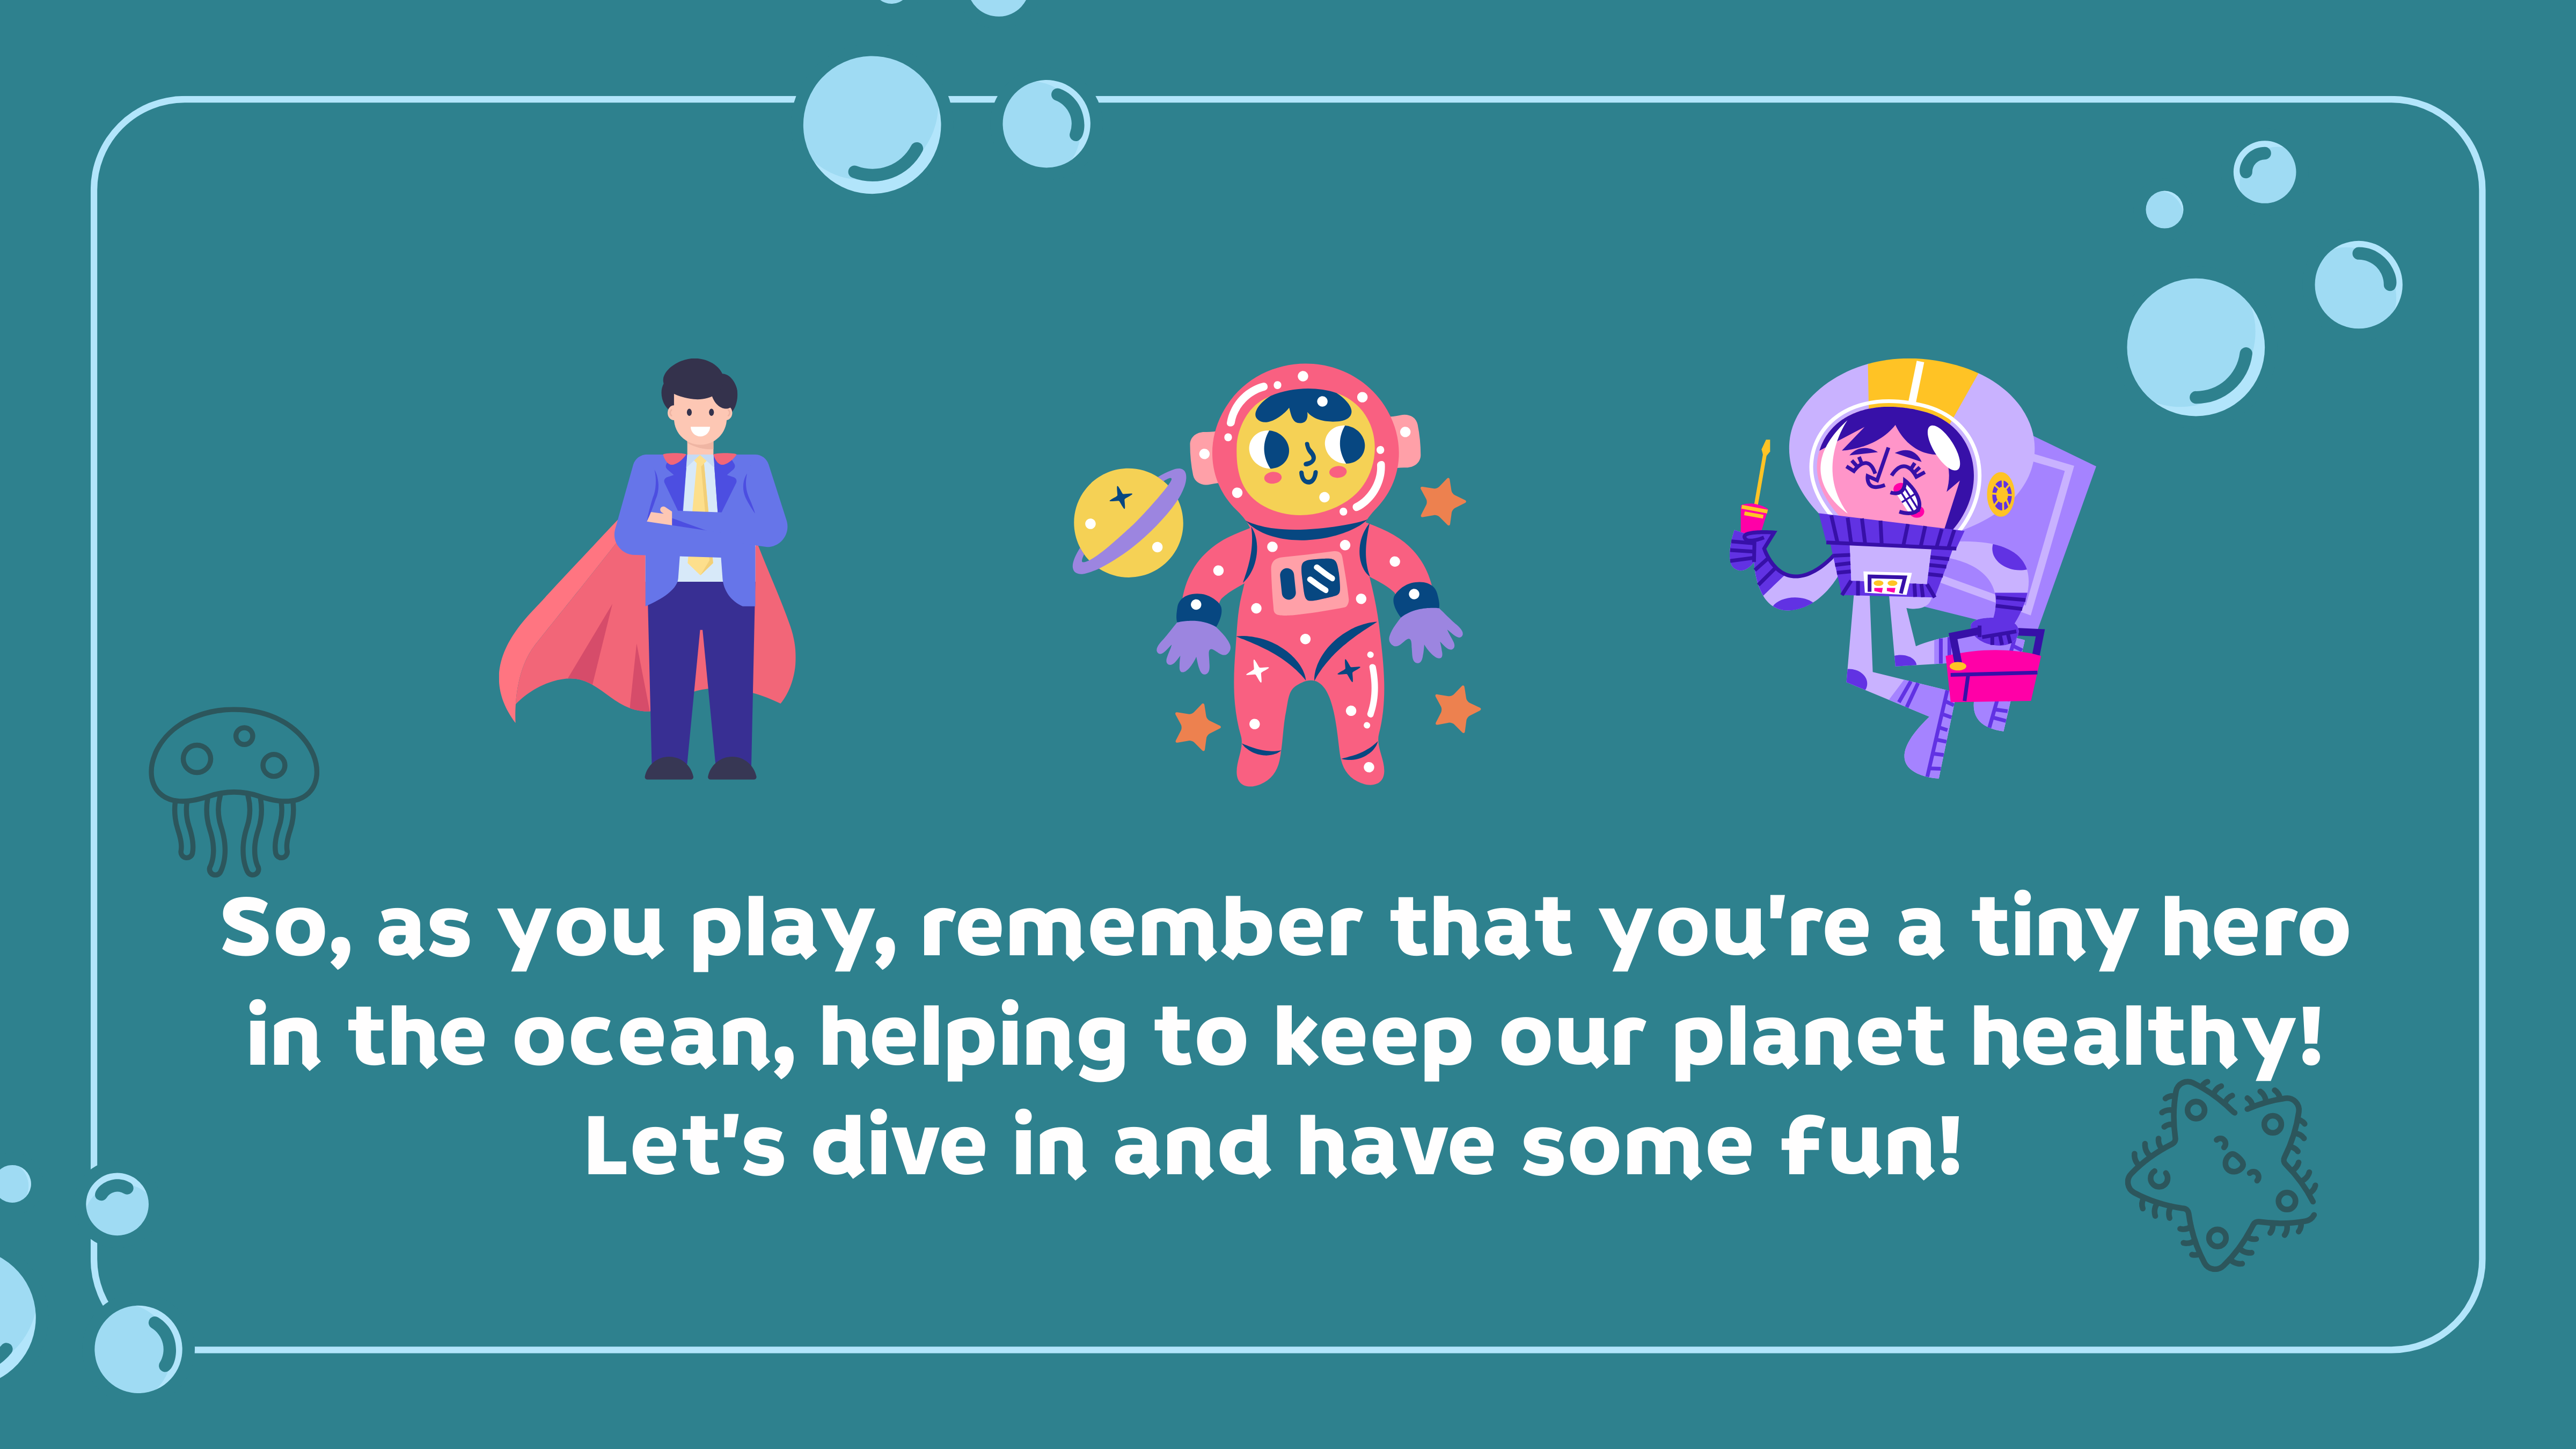 So, as you play, remember that you're a tiny hero
in the ocean, helping to keep our planet healthy!
Let's dive in and have some fun!